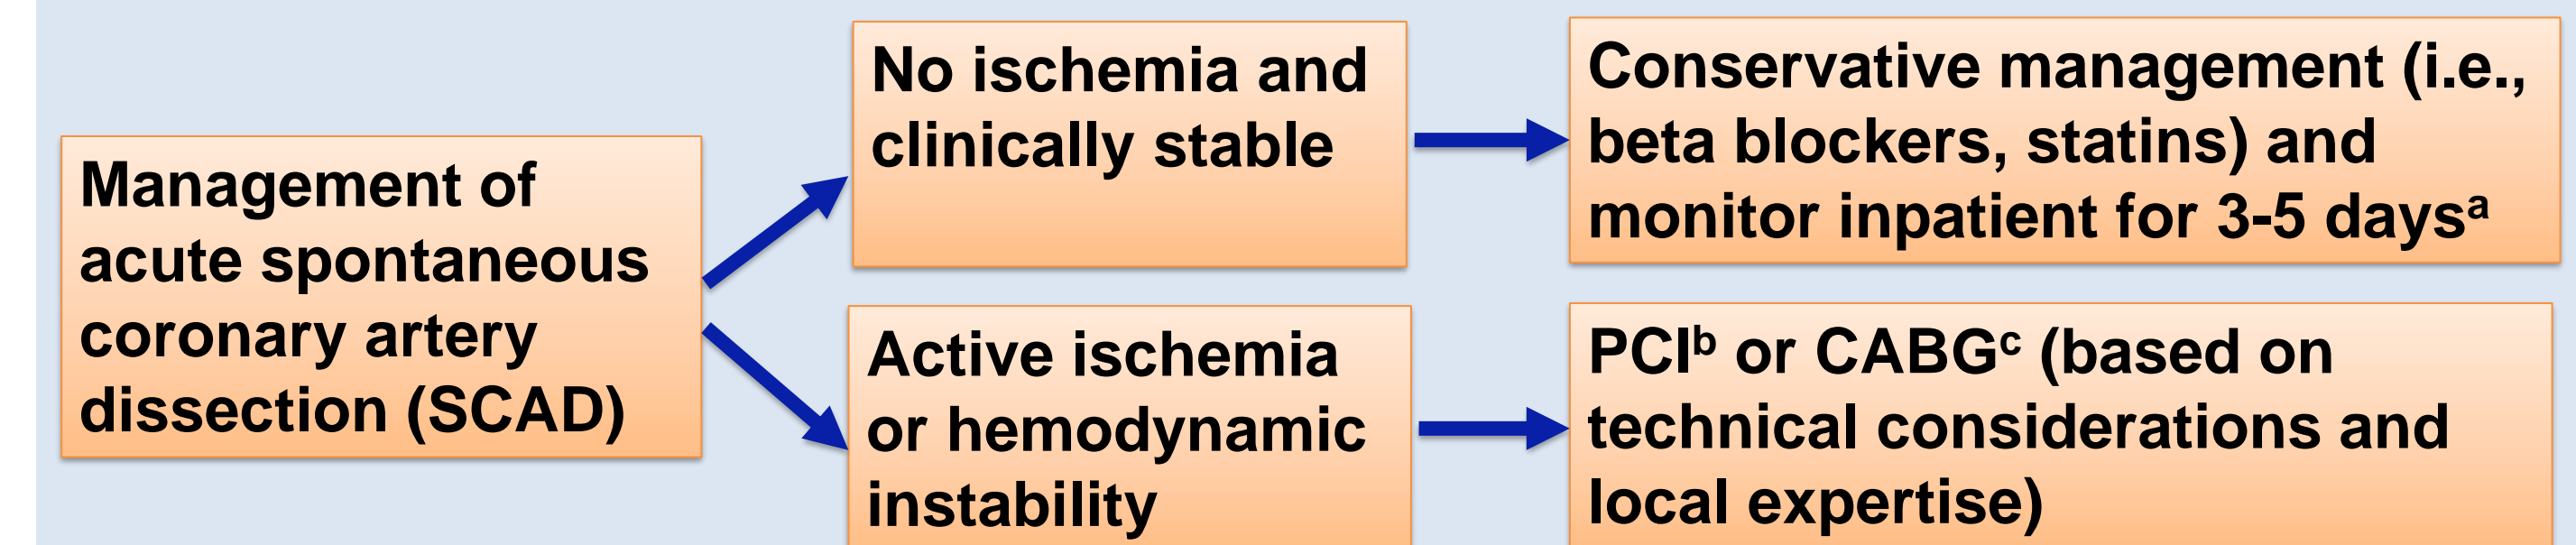 Management of
acute spontaneous
coronary artery
dissection (SCAD)
No ischemia and
clinically stable
Conservative management (i.e.,
beta blockers, statins) and
monitor inpatient for 3-5 daysᵃ
Active ischemia
or hemodynamic
instability
PCIᵇ or CABGᶜ (based on
technical considerations and
local expertise)